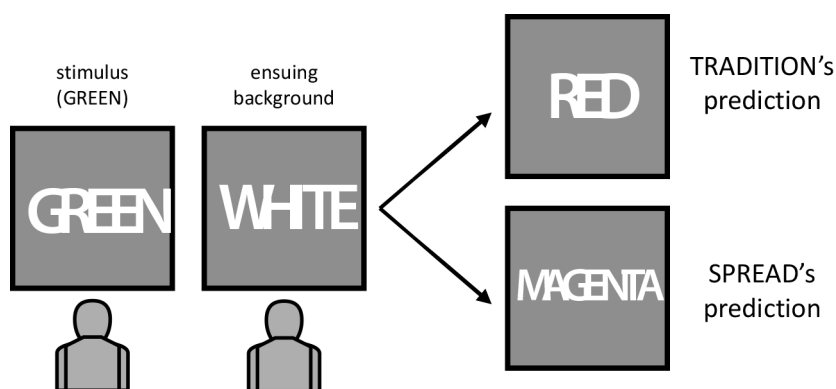 stimulus
(GREEN)
ensuing
background
GREEN
WHITE
RED
TRADITION's
prediction
MAGENTA
SPREAD's
prediction